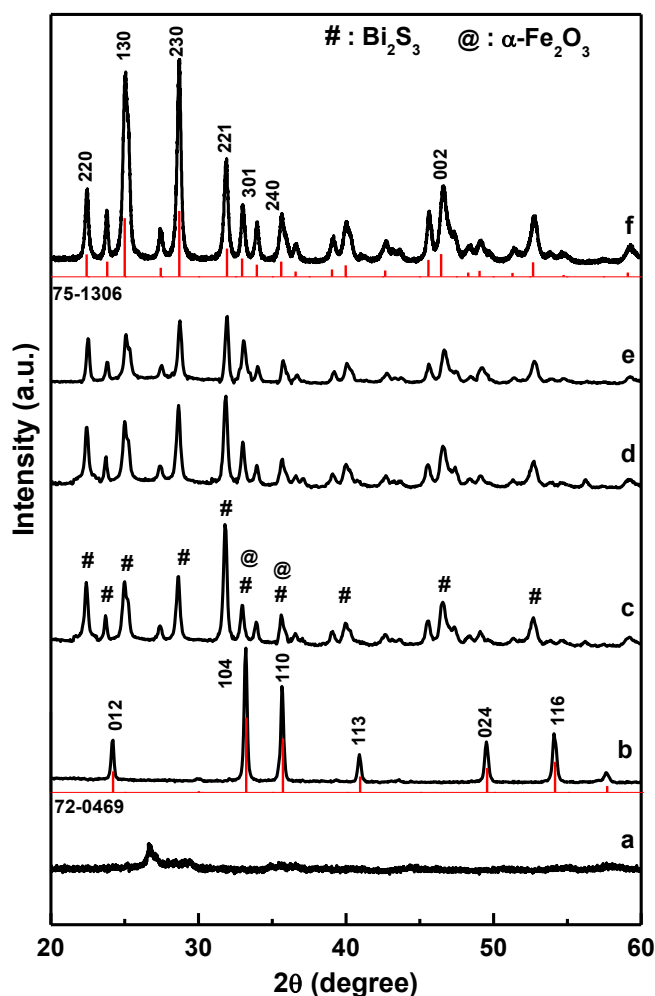 # : Bi₂S₃ @ : α-Fe₂O₃
220
130
230
221
301
240
002
f
75-1306
e
d
# # # # # @ # @ # # # #
c
012
104
110
113
024
116
b
72-0469
a
20 30 40 50 60
2θ (degree)
Intensity (a.u.)